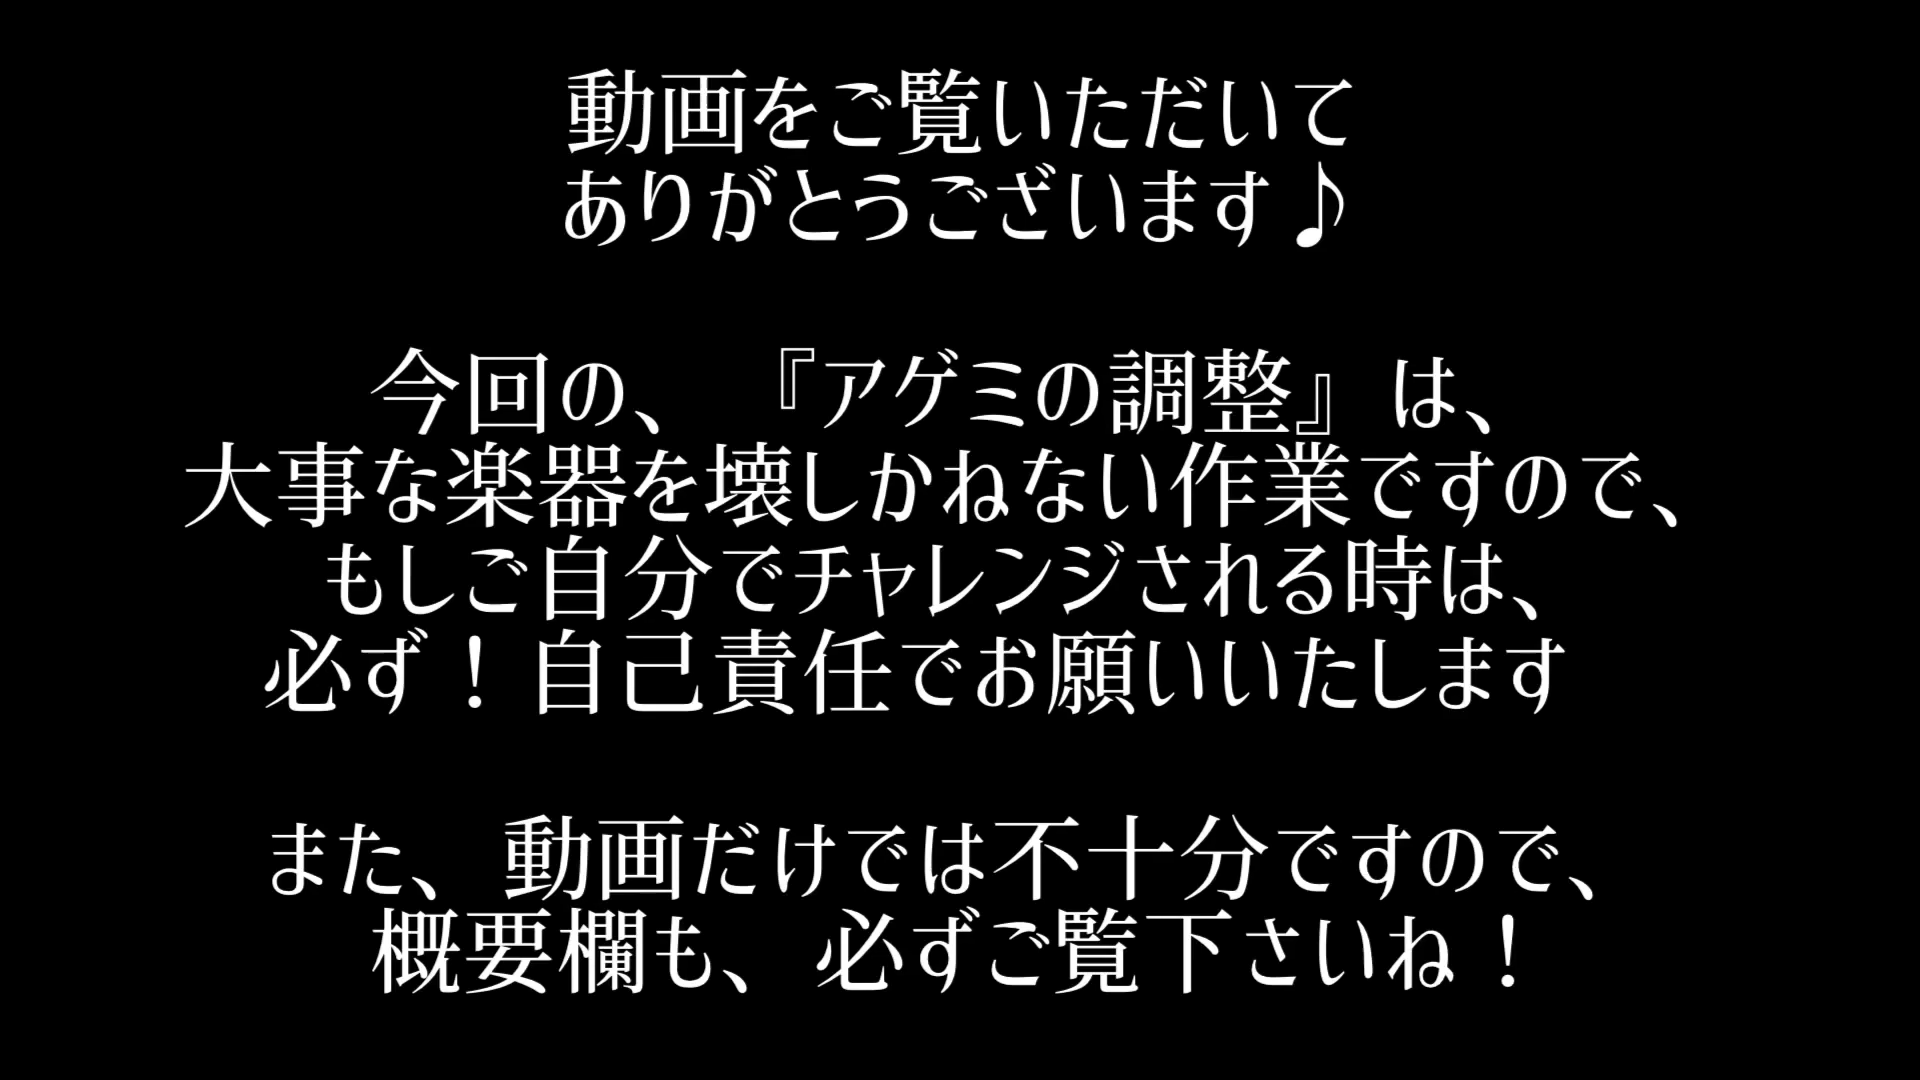 動画をご覧いただいて
ありがとうございます♪
今回の、『アゲミの調整』は、
大事な楽器を壊しかねない作業ですので、
もしご自分でチャレンジされる時は、
必ず！自己責任でお願いいたします
また、動画だけでは不十分ですので、
概要欄も、必ずご覧下さいね！